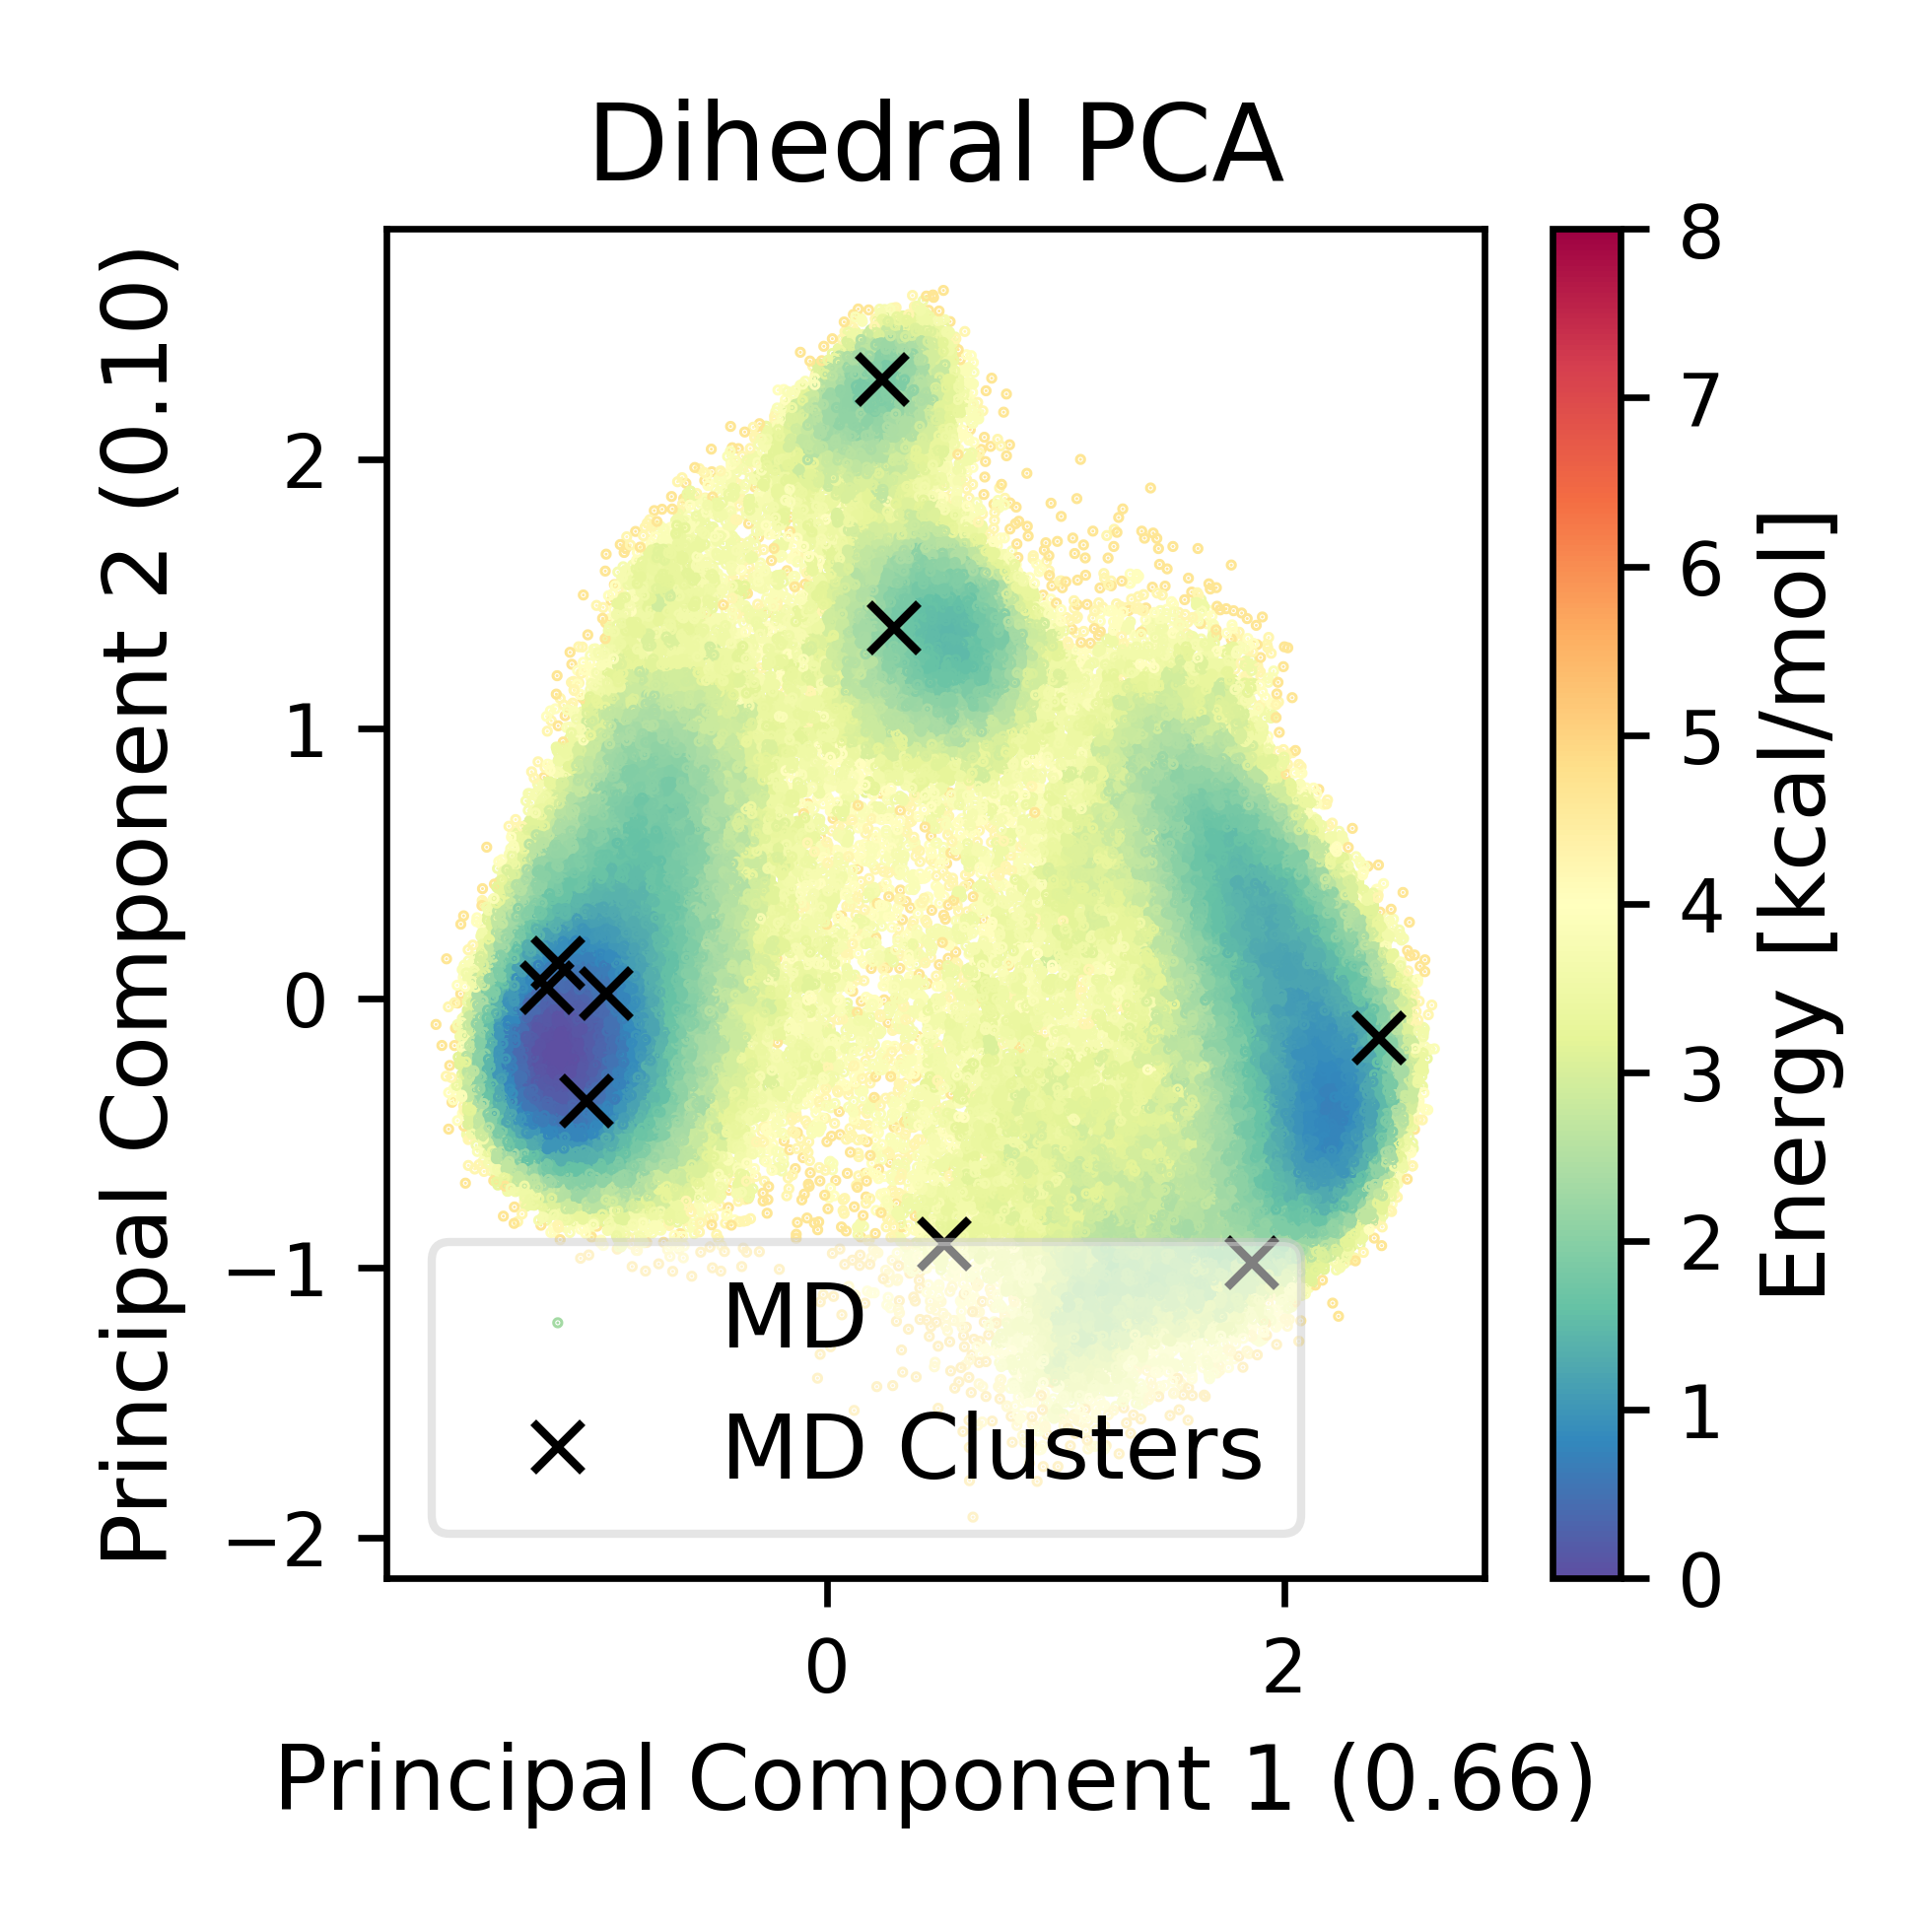 Dihedral PCA
Principal Component 2 (0.10)
2
1
0
−1
−2
MD
MD Clusters
0
2
Principal Component 1 (0.66)
8
7
6
5
4
3
2
1
0
Energy [kcal/mol]